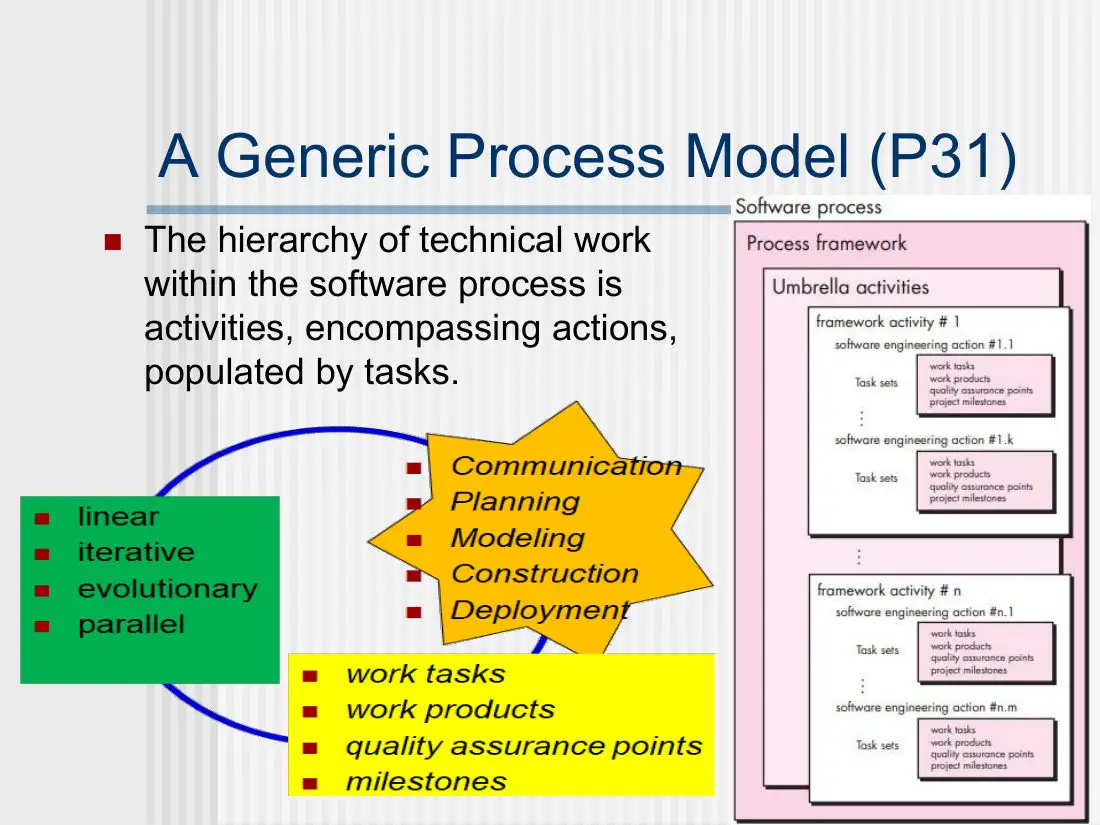 A Generic Process Model (P31)
The hierarchy of technical work
within the software process is
activities, encompassing actions,
populated by tasks.
linear
iterative
evolutionary
parallel
Communication
Planning
Modeling
Construction
Deployment
work tasks
work products
quality assurance points
milestones
Software process
Process framework
Umbrella activities
framework activity # 1
software engineering action #1.1
Task sets
work tasks
work products
quality assurance points
project milestones
software engineering action #1.k
Task sets
work tasks
work products
quality assurance points
project milestones
framework activity # n
software engineering action #n.1
Task sets
work tasks
work products
quality assurance points
project milestones
software engineering action #n.m
Task sets
work tasks
work products
quality assurance points
project milestones